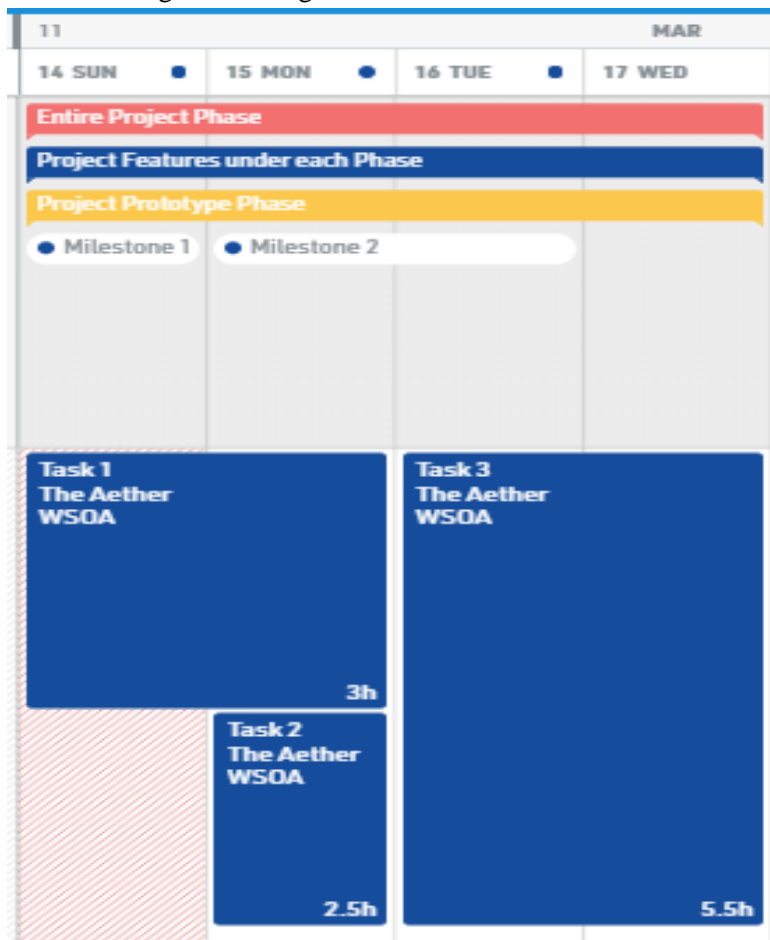 11 MAR
14 SUN 15 MON 16 TUE 17 WED
Entire Project Phase
Project Features under each Phase
Project Prototype Phase
Milestone 1 Milestone 2
Task 1
The Aether
WSOA
3h
Task 3
The Aether
WSOA
5.5h
Task 2
The Aether
WSOA
2.5h